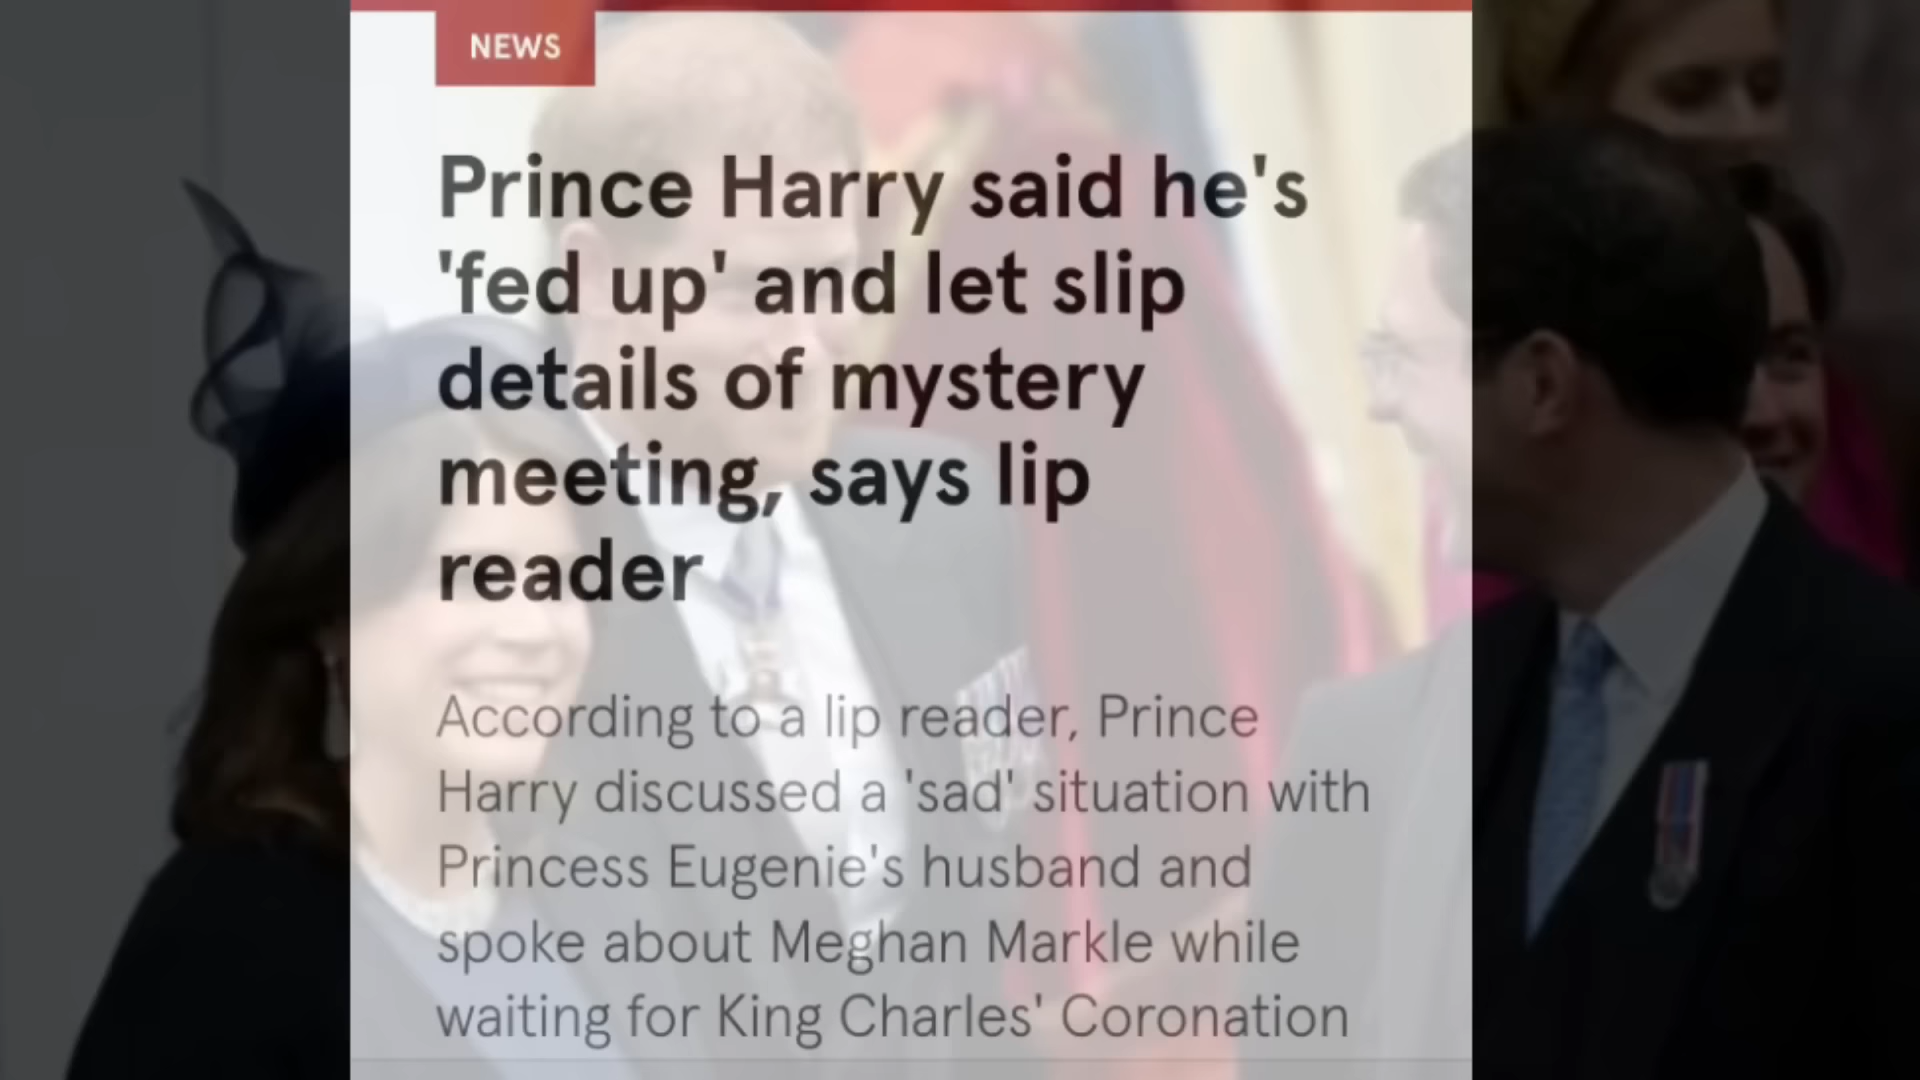 NEWS
Prince Harry said he's
'fed up' and let slip
details of mystery
meeting, says lip
reader
According to a lip reader, Prince
Harry discussed a 'sad' situation with
Princess Eugenie's husband and
spoke about Meghan Markle while
waiting for King Charles' Coronation